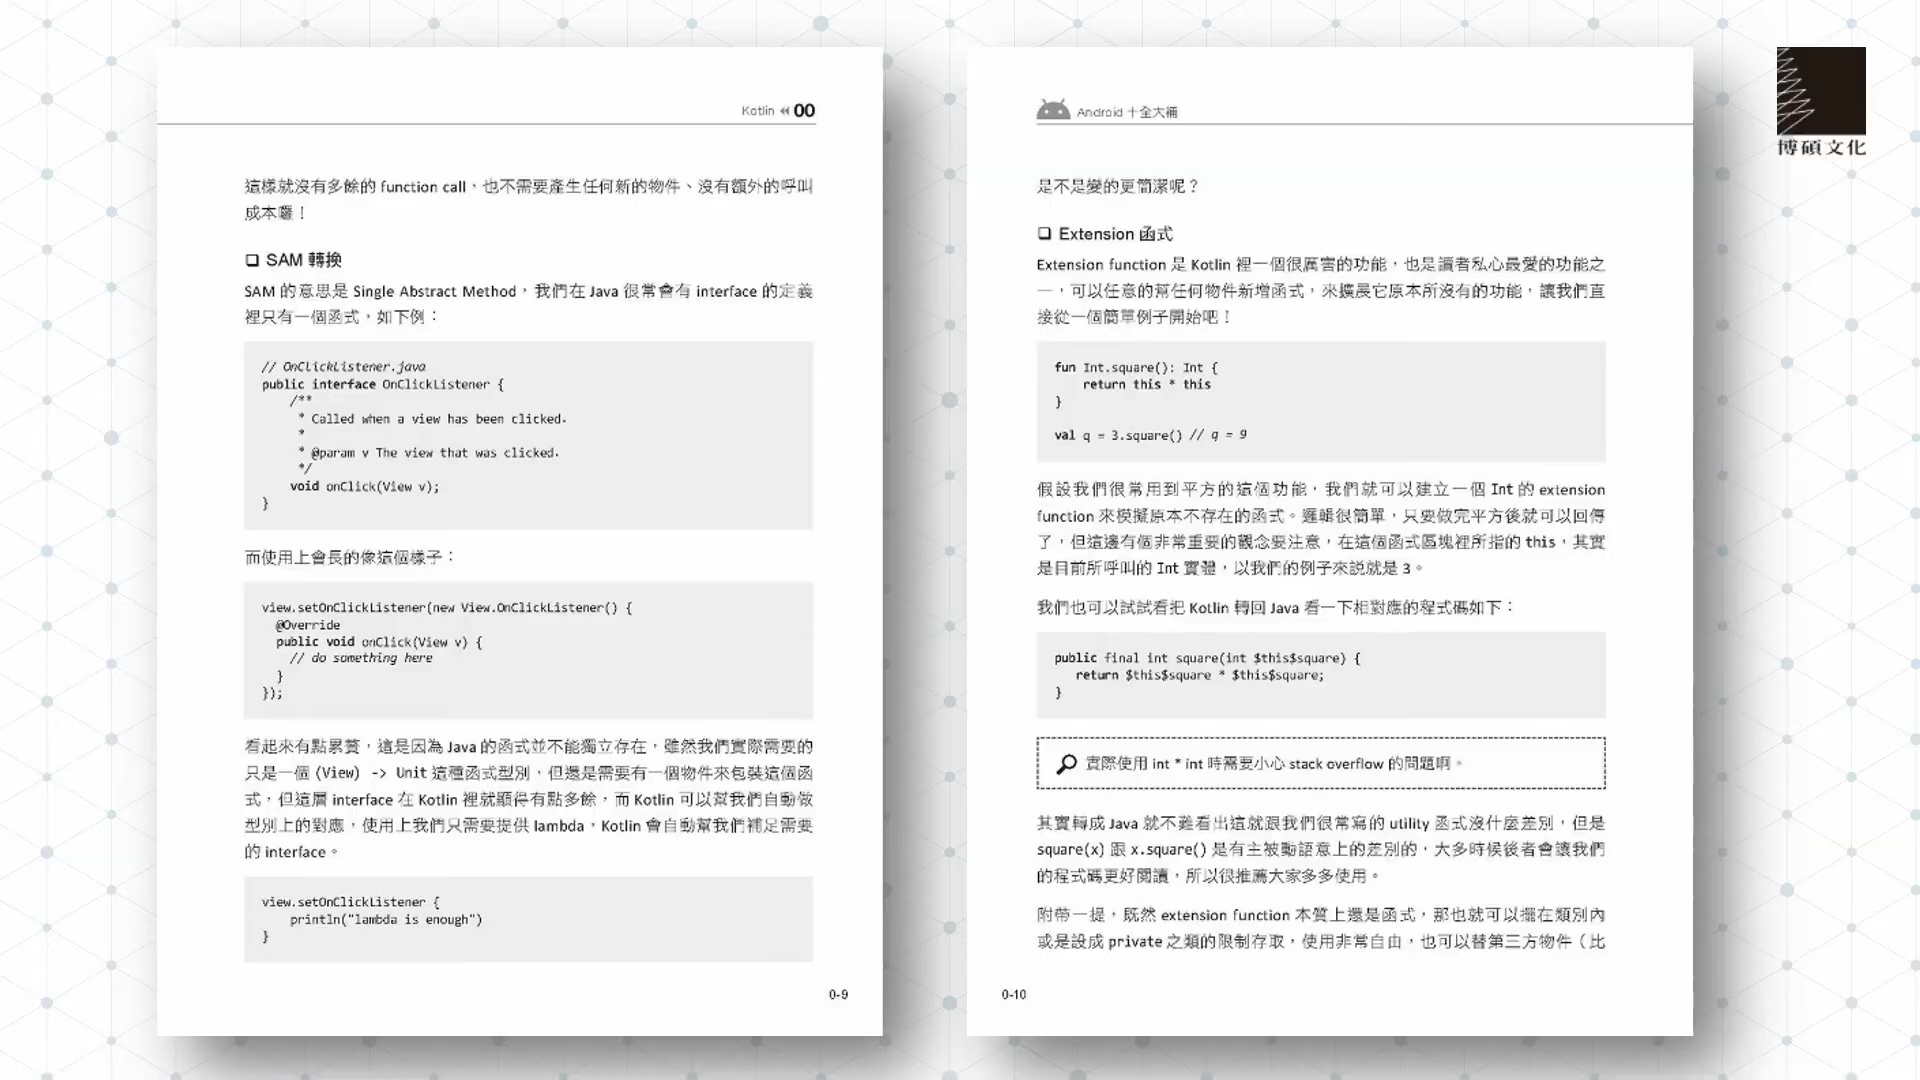 Kotlin « 00
這樣就沒有多餘的 function call，也不需要產生任何新的物件、沒有額外的呼叫
成本囉！
❑ SAM 轉換
SAM 的意思是 Single Abstract Method，我們在 Java 很常會有 interface 的定義
裡只有一個函式，如下例：
// OnClickListener.java
public interface OnClickListener {
/**
* Called when a view has been clicked.
*
* @param v The view that was clicked.
*/
void onClick(View v);
}
而使用上會長的像這個樣子：
view.setOnClickListener(new View.OnClickListener() {
@Override
public void onClick(View v) {
// do something here
}
});
看起來有點累贅，這是因為 Java 的函式並不能獨立存在，雖然我們實際需要的
只是一個 (View) -> Unit 這種函式型別，但還是需要有一個物件來包裝這個函
式，但這層 interface 在 Kotlin 裡就顯得有點多餘，而 Kotlin 可以幫我們自動做
型別上的對應，使用上我們只需要提供 lambda，Kotlin 會自動幫我們補足需要
的 interface。
view.setOnClickListener {
println("lambda is enough")
}
0-9
Android 十全大補
是不是變的更簡潔呢？
❑ Extension 函式
Extension function 是 Kotlin 裡一個很厲害的功能，也是讀者私心最愛的功能之
一，可以任意的幫任何物件新增函式，來擴展它原本所沒有的功能，讓我們直
接從一個簡單例子開始吧！
fun Int.square(): Int {
return this * this
}
val q = 3.square() // q = 9
假設我們很常用到平方的這個功能，我們就可以建立一個 Int 的 extension
function 來模擬原本不存在的函式。邏輯很簡單，只要做完平方後就可以回傳
了，但這邊有個非常重要的觀念要注意，在這個函式區塊裡所指的 this，其實
是目前所呼叫的 Int 實體，以我們的例子來說就是 3。
我們也可以試試看把 Kotlin 轉回 Java 看一下相對應的程式碼如下：
public final int square(int $this$square) {
return $this$square * $this$square;
}
實際使用 int * int 時需要小心 stack overflow 的問題啊。
其實轉成 Java 就不難看出這就跟我們很常寫的 utility 函式沒什麼差別，但是
square(x) 跟 x.square() 是有主被動語意上的差別的，大多時候後者會讓我們
的程式碼更好閱讀，所以很推薦大家多多使用。
附帶一提，既然 extension function 本質上還是函式，那也就可以擺在類別內
或是設成 private 之類的限制存取，使用非常自由，也可以替第三方物件（比
0-10
博碩文化